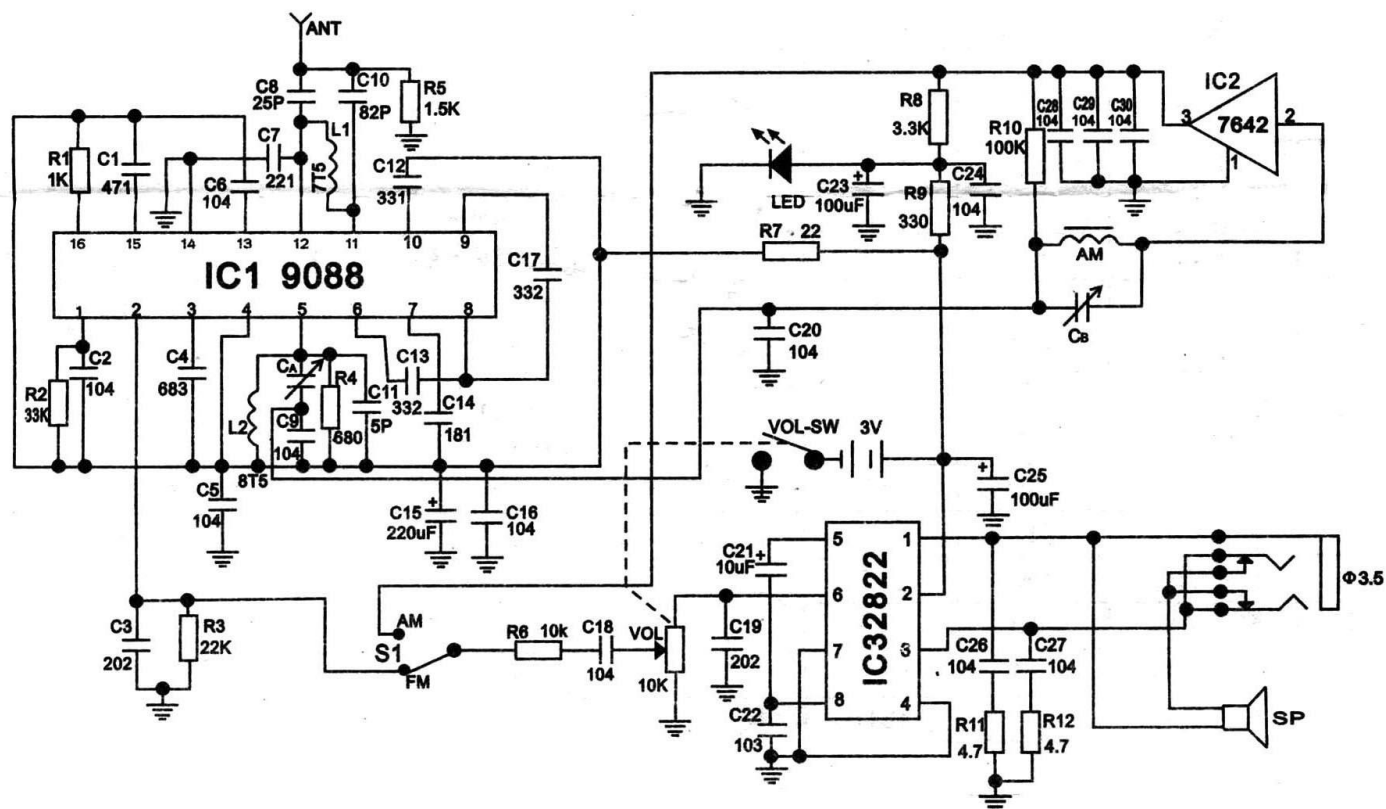 ANT
C8
25P
C10
82P
R5
1.5K
L1
7T5
C7
221
R1
1K
C1
471
C6
104
C12
331
16 15 14 13 12 11 10 9
IC1 9088
1 2 3 4 5 6 7 8
C17
332
R2
33K
C2
104
C4
683
L2
8T5
CA
C9
104
R4
680
C11
5P
C13
332
C14
181
C5
104
C15
+
220uF
C16
104
C3
202
R3
22K
AM
S1
FM
R6 10k
C18
104
VOL
10K
C19
202
R8
3.3K
LED
C23
+
100uF
R9
330
C24
104
R7 22
C20
104
R10
100K
C28
104
C29
104
C30
104
IC2
7642
3
2
1
AM
CB
VOL-SW
3V
+
C25
100uF
C21
+
10uF
C22
103
IC3 2822
5
6
7
8
1
2
3
4
C26
104
C27
104
R11
4.7
R12
4.7
Φ3.5
SP